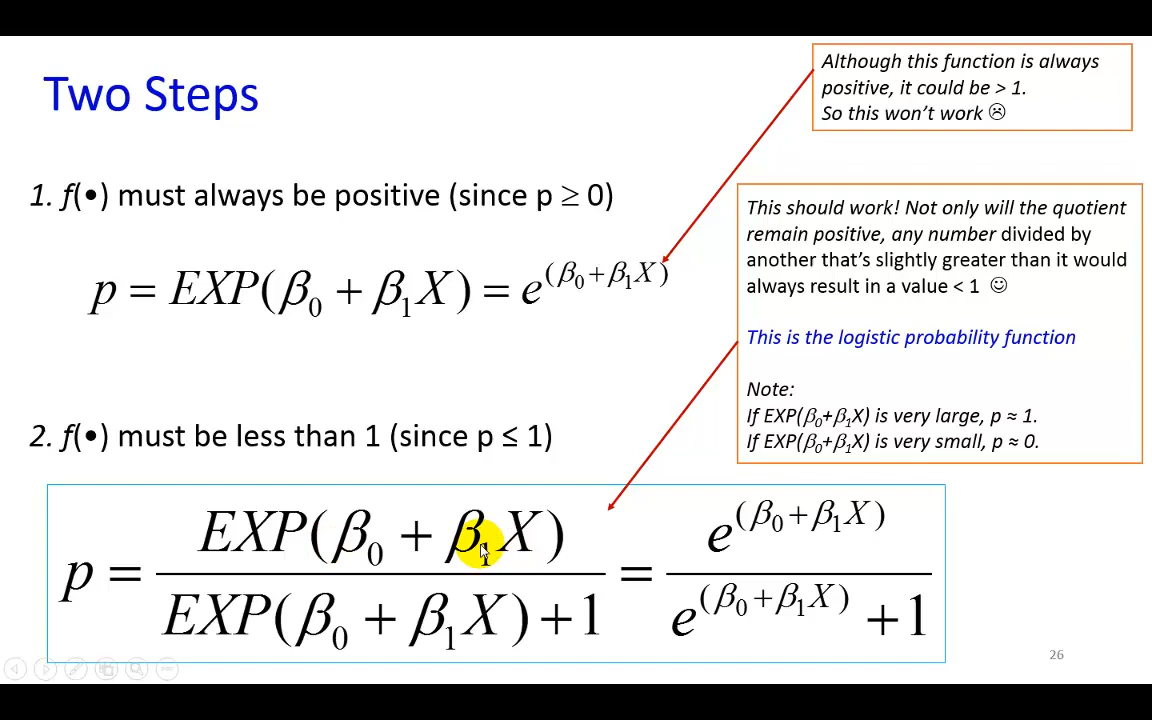 Two Steps
Although this function is always
positive, it could be > 1.
So this won't work ☹
1. f(•) must always be positive (since p ≥ 0)
p = EXP(β₀ + β₁X) = e^(β₀+β₁X)
This should work! Not only will the quotient
remain positive, any number divided by
another that's slightly greater than it would
always result in a value < 1 ☺
This is the logistic probability function
Note:
If EXP(β₀+β₁X) is very large, p ≈ 1.
If EXP(β₀+β₁X) is very small, p ≈ 0.
2. f(•) must be less than 1 (since p ≤ 1)
p = EXP(β₀ + β₁X) / EXP(β₀ + β₁X) + 1 = e^(β₀+β₁X) / e^(β₀+β₁X) + 1
26